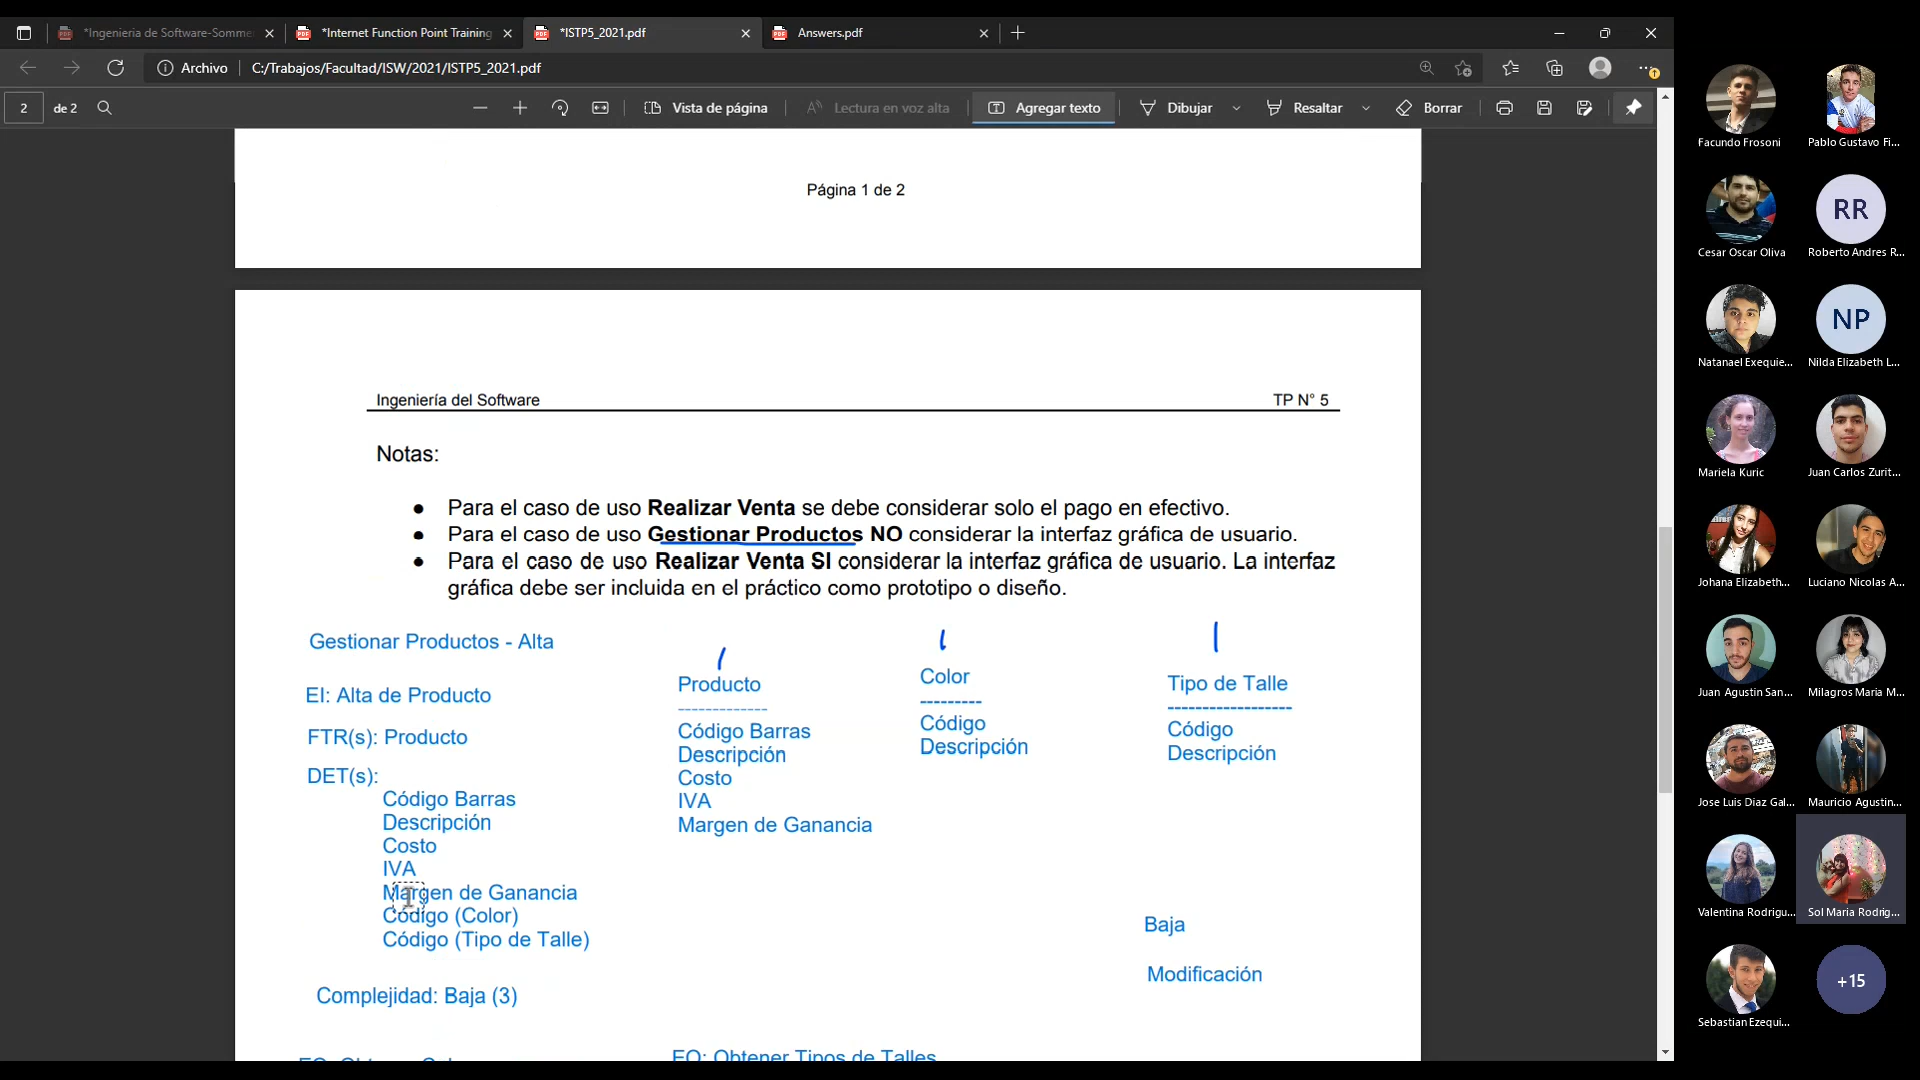 *Ingenieria de Software-Somme
*Internet Function Point Training
*ISTP5_2021.pdf
Answers.pdf
Archivo
C:/Trabajos/Facultad/ISW/2021/ISTP5_2021.pdf
2
de 2
Vista de página
Lectura en voz alta
Agregar texto
Dibujar
Resaltar
Borrar
Página 1 de 2
Ingeniería del Software
TP N° 5
Notas:
● Para el caso de uso Realizar Venta se debe considerar solo el pago en efectivo.
● Para el caso de uso Gestionar Productos NO considerar la interfaz gráfica de usuario.
● Para el caso de uso Realizar Venta SI considerar la interfaz gráfica de usuario. La interfaz
gráfica debe ser incluida en el práctico como prototipo o diseño.
Gestionar Productos - Alta
EI: Alta de Producto
FTR(s): Producto
DET(s):
Código Barras
Descripción
Costo
IVA
Margen de Ganancia
Código (Color)
Código (Tipo de Talle)
Complejidad: Baja (3)
Producto
-------------
Código Barras
Descripción
Costo
IVA
Margen de Ganancia
Color
---------
Código
Descripción
Tipo de Talle
------------------
Código
Descripción
Baja
Modificación
EO: Obtener Tipos de Talles
Facundo Frosoni
Pablo Gustavo Fi...
Cesar Oscar Oliva
RR
Roberto Andres R...
Natanael Exequie...
NP
Nilda Elizabeth L...
Mariela Kuric
Juan Carlos Zurit...
Johana Elizabeth...
Luciano Nicolas A...
Juan Agustin San...
Milagros Maria M...
Jose Luis Diaz Gal...
Mauricio Agustin...
Valentina Rodrigu...
Sol Maria Rodrig...
Sebastian Ezequi...
+15